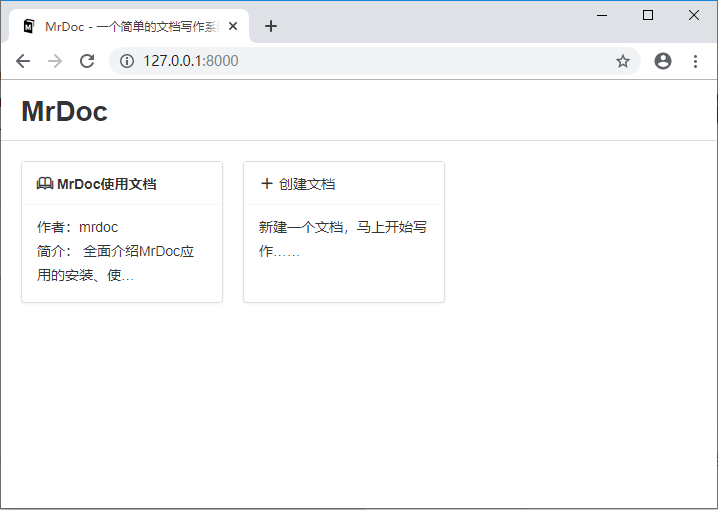 MrDoc - 一个简单的文档写作系
127.0.0.1:8000
MrDoc
MrDoc使用文档
作者：mrdoc
简介： 全面介绍MrDoc应
用的安装、使...
创建文档
新建一个文档，马上开始写
作……